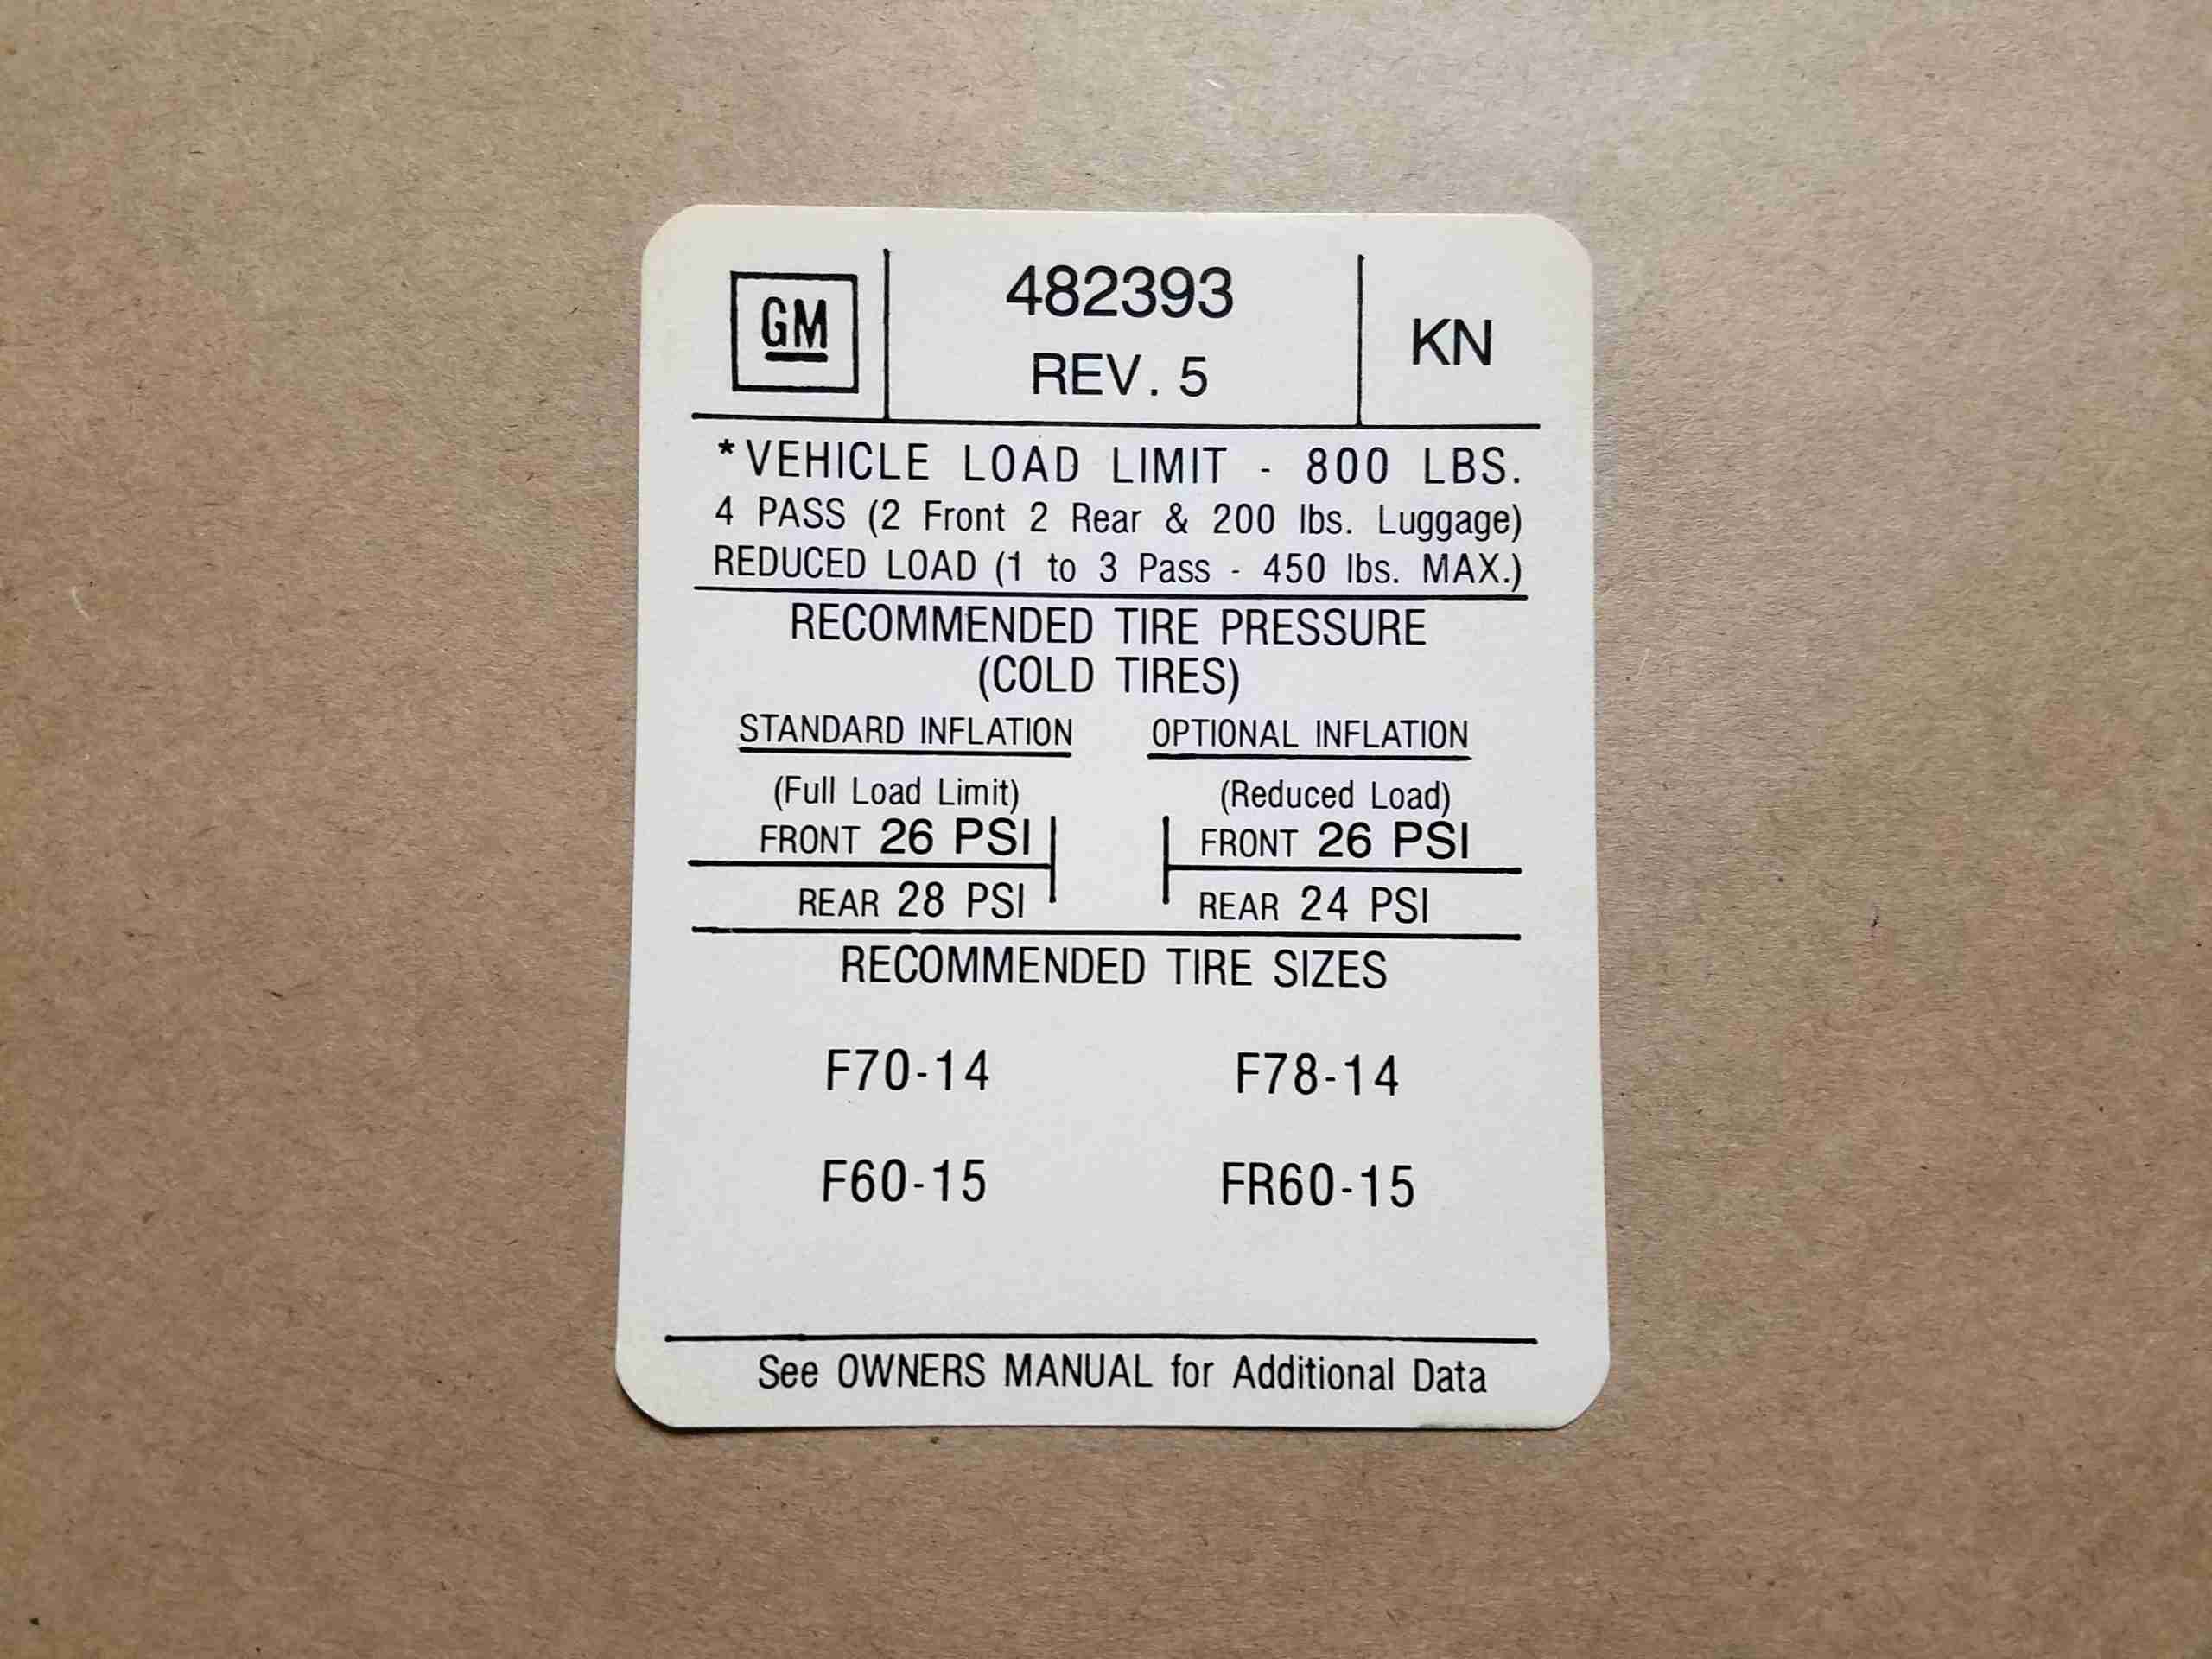 GM
482393
REV. 5
KN
*VEHICLE LOAD LIMIT - 800 LBS.
4 PASS (2 Front 2 Rear & 200 lbs. Luggage)
REDUCED LOAD (1 to 3 Pass - 450 lbs. MAX.)
RECOMMENDED TIRE PRESSURE
(COLD TIRES)
STANDARD INFLATION
(Full Load Limit)
FRONT 26 PSI
REAR 28 PSI
OPTIONAL INFLATION
(Reduced Load)
FRONT 26 PSI
REAR 24 PSI
RECOMMENDED TIRE SIZES
F70-14 F78-14
F60-15 FR60-15
See OWNERS MANUAL for Additional Data